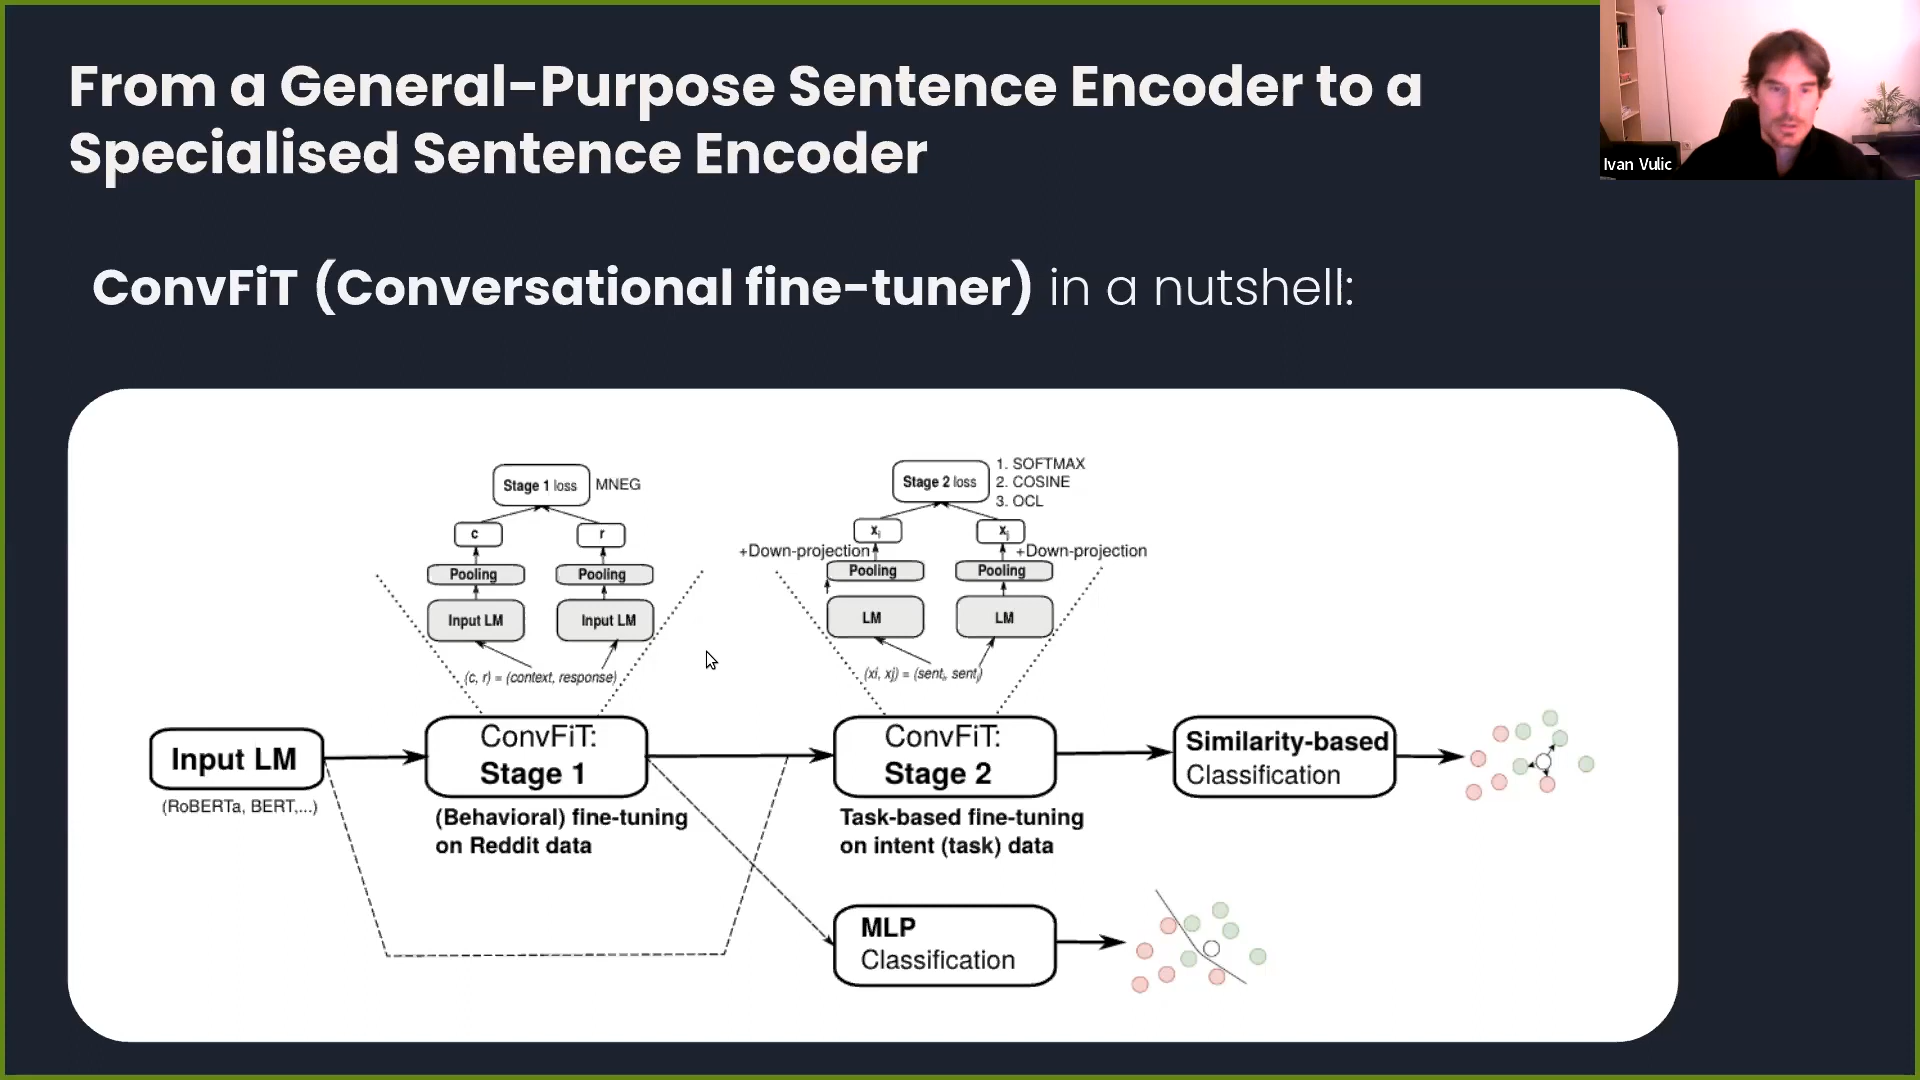 From a General-Purpose Sentence Encoder to a
Specialised Sentence Encoder
Ivan Vulic
ConvFiT (Conversational fine-tuner) in a nutshell:
Stage 1 loss
MNEG
c
r
Pooling
Pooling
Input LM
Input LM
(c, r) = (context, response)
Stage 2 loss
1. SOFTMAX
2. COSINE
3. OCL
xi
xj
+Down-projection
+Down-projection
Pooling
Pooling
LM
LM
(xi, xj) = (senti, sentj)
Input LM
(RoBERTa, BERT,...)
ConvFiT:
Stage 1
(Behavioral) fine-tuning
on Reddit data
ConvFiT:
Stage 2
Task-based fine-tuning
on intent (task) data
Similarity-based
Classification
MLP
Classification